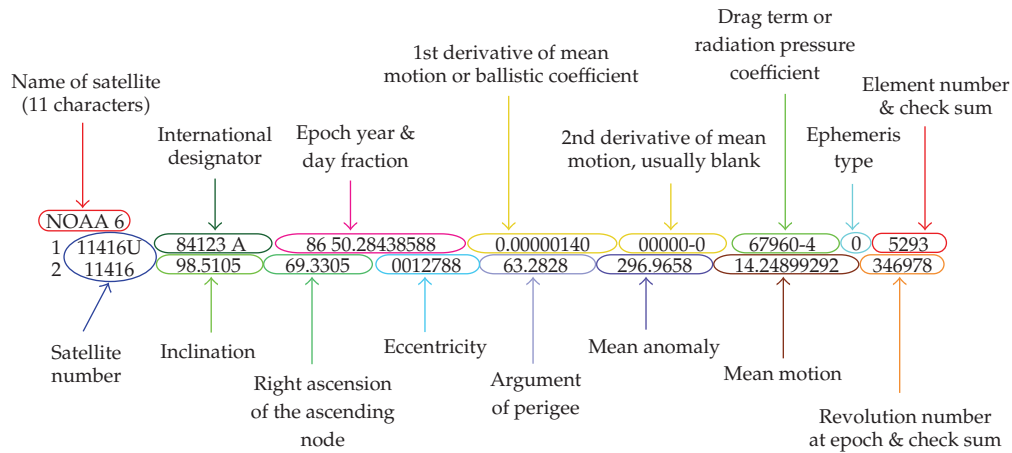 Name of satellite
(11 characters)
International
designator
Epoch year &
day fraction
1st derivative of mean
motion or ballistic coefficient
2nd derivative of mean
motion, usually blank
Drag term or
radiation pressure
coefficient
Ephemeris
type
Element number
& check sum
NOAA 6
1 11416U 84123 A 86 50.28438588 0.00000140 00000-0 67960-4 0 5293
2 11416 98.5105 69.3305 0012788 63.2828 296.9658 14.24899292 346978
Satellite
number
Inclination
Right ascension
of the ascending
node
Eccentricity
Argument
of perigee
Mean anomaly
Mean motion
Revolution number
at epoch & check sum